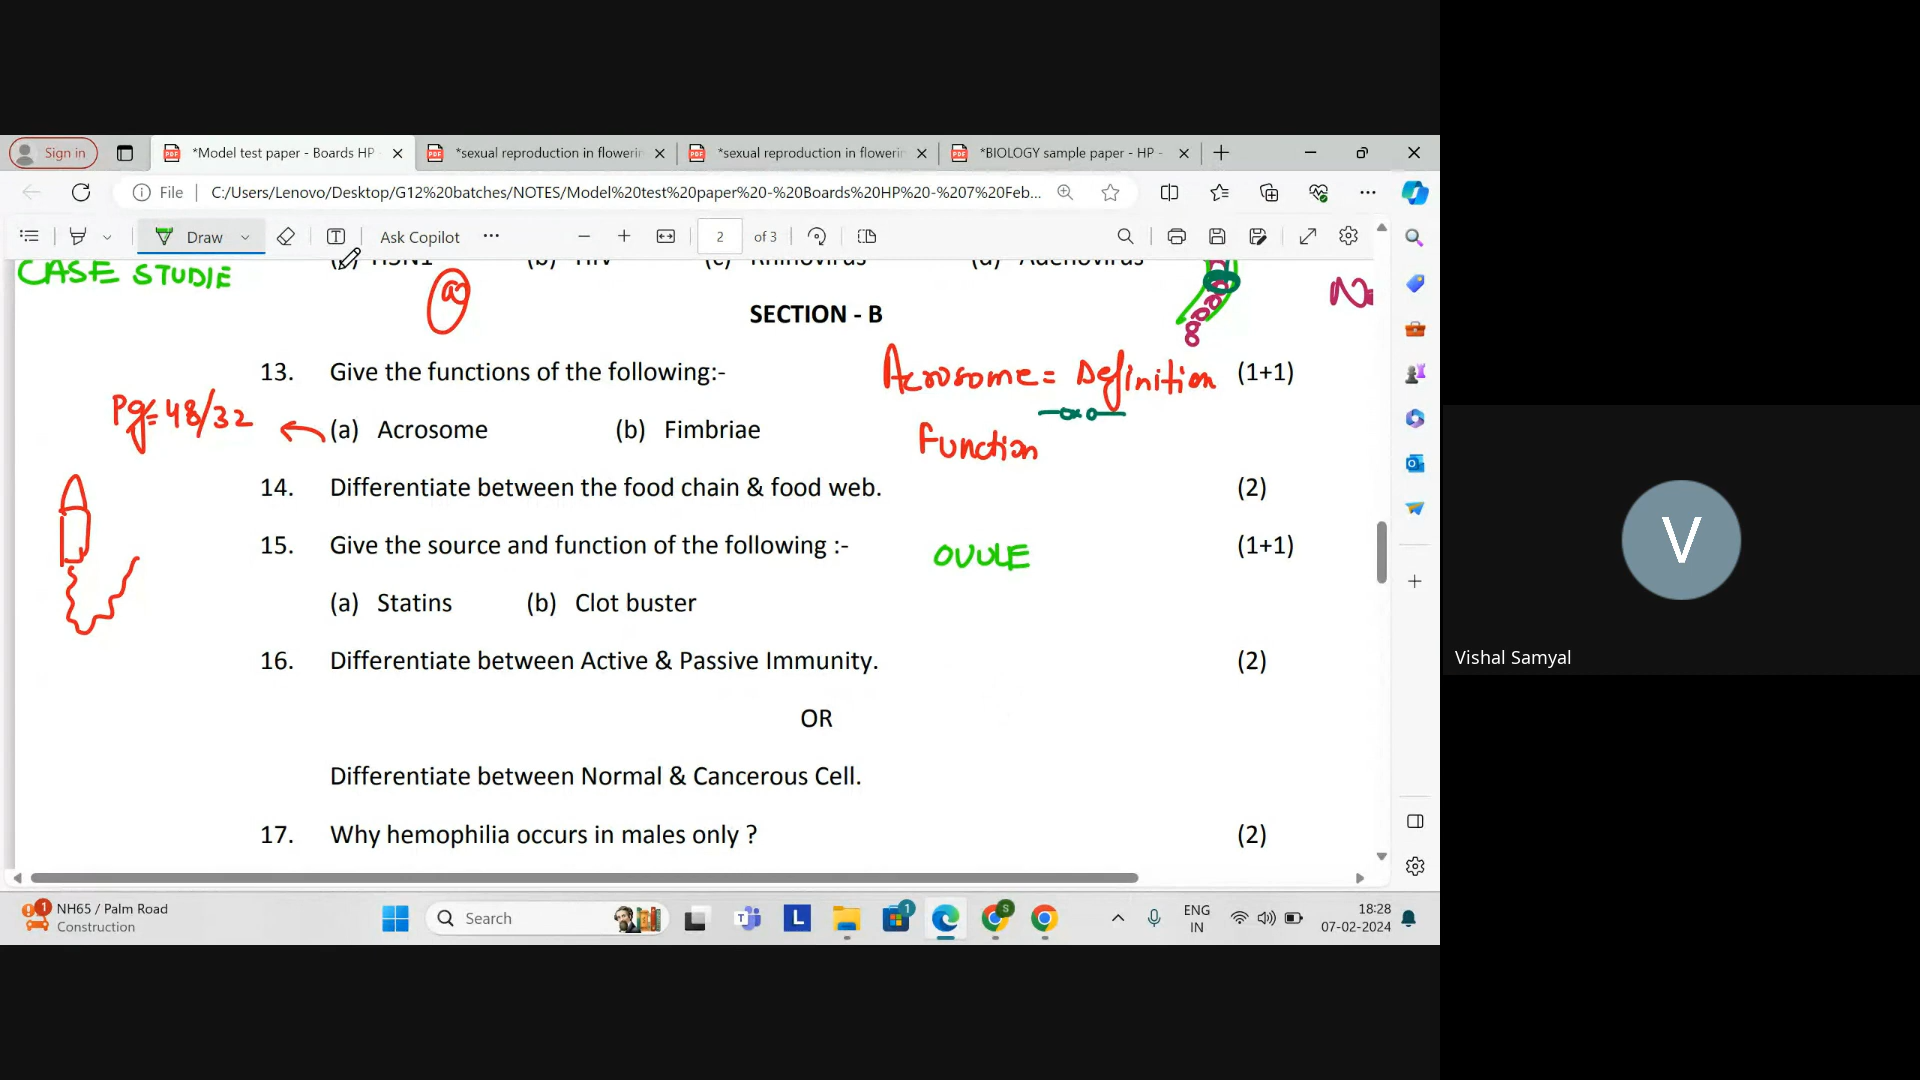 Sign in
*Model test paper - Boards HP
*sexual reproduction in flowerin
*sexual reproduction in flowerin
*BIOLOGY sample paper - HP -
File
C:/Users/Lenovo/Desktop/G12%20batches/NOTES/Model%20test%20paper%20-%20Boards%20HP%20-%207%20Feb...
Draw
Ask Copilot
2 of 3
CASE STUDIE
(b) HIV (c) Rhinovirus (d) Adenovirus
a
SECTION - B
13. Give the functions of the following:- (1+1)
Acrosome = Definition
Pg = 48/32
(a) Acrosome (b) Fimbriae
Function
14. Differentiate between the food chain & food web. (2)
15. Give the source and function of the following :- (1+1)
OVULE
(a) Statins (b) Clot buster
16. Differentiate between Active & Passive Immunity. (2)
OR
Differentiate between Normal & Cancerous Cell.
17. Why hemophilia occurs in males only ? (2)
V
Vishal Samyal
1
NH65 / Palm Road
Construction
Search
L
1
S
ENG
IN
18:28
07-02-2024